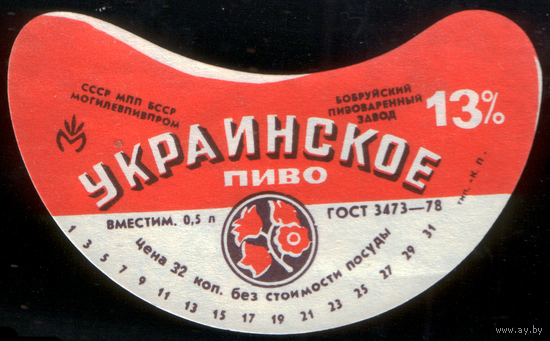 СССР МПП БССР
МОГИЛЕВПИВПРОМ
БОБРУЙСКИЙ
ПИВОВАРЕННЫЙ
ЗАВОД
13%
УКРАИНСКОЕ
ПИВО
ВМЕСТИМ. 0,5 л
ГОСТ 3473—78
тип. «К. П.»
цена 32 коп. без стоимости посуды
1 3 5 7 9 11 13 15 17 19 21 23 25 27 29 31
www.ay.by